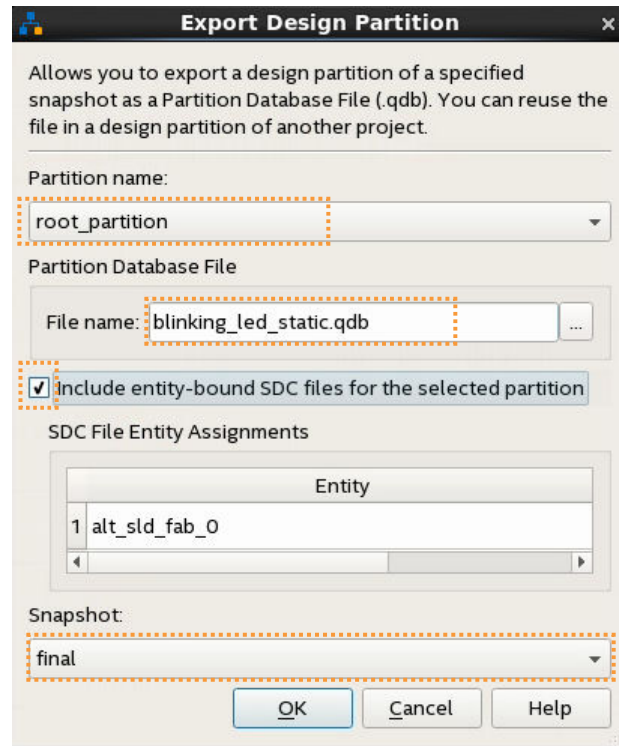 Export Design Partition
Allows you to export a design partition of a specified
snapshot as a Partition Database File (.qdb). You can reuse the
file in a design partition of another project.
Partition name:
root_partition
Partition Database File
File name: blinking_led_static.qdb ...
Include entity-bound SDC files for the selected partition
SDC File Entity Assignments
Entity
1 alt_sld_fab_0
Snapshot:
final
OK Cancel Help